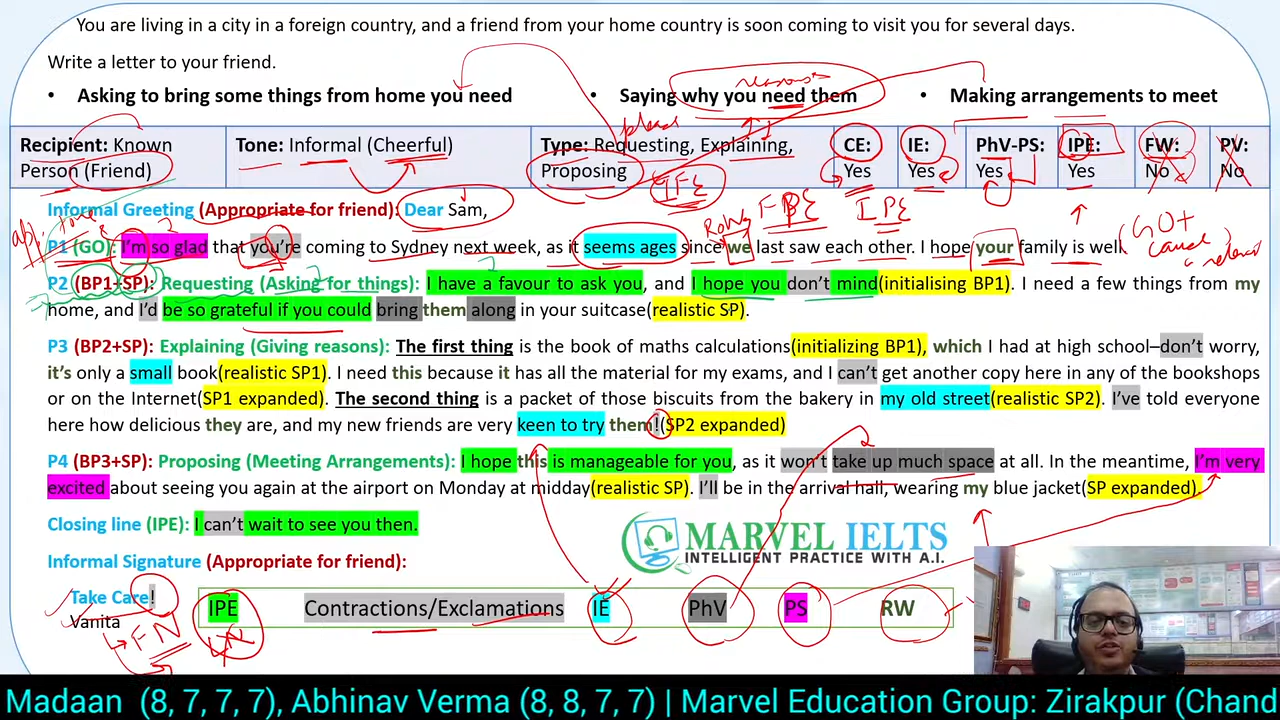 You are living in a city in a foreign country, and a friend from your home country is soon coming to visit you for several days.
Write a letter to your friend.
• Asking to bring some things from home you need • Saying why you need them • Making arrangements to meet
reasons
plead
Recipient: Known Person (Friend)
Tone: Informal (Cheerful)
Type: Requesting, Explaining, Proposing
CE: Yes
IE: Yes
PhV-PS: Yes
IPE: Yes
FW: No
PV: No
IFE
Informal Greeting (Appropriate for friend): Dear Sam,
FBE IPE
P1 (GO): I'm so glad that you're coming to Sydney next week, as it seems ages since we last saw each other. I hope your family is well.
P2 (BP1+SP): Requesting (Asking for things): I have a favour to ask you, and I hope you don't mind(initialising BP1). I need a few things from my
home, and I'd be so grateful if you could bring them along in your suitcase(realistic SP).
P3 (BP2+SP): Explaining (Giving reasons): The first thing is the book of maths calculations(initializing BP1), which I had at high school–don't worry,
it's only a small book(realistic SP1). I need this because it has all the material for my exams, and I can't get another copy here in any of the bookshops
or on the Internet(SP1 expanded). The second thing is a packet of those biscuits from the bakery in my old street(realistic SP2). I've told everyone
here how delicious they are, and my new friends are very keen to try them!(SP2 expanded)
P4 (BP3+SP): Proposing (Meeting Arrangements): I hope this is manageable for you, as it won't take up much space at all. In the meantime, I'm very
excited about seeing you again at the airport on Monday at midday(realistic SP). I'll be in the arrival hall, wearing my blue jacket(SP expanded).
Closing line (IPE): I can't wait to see you then.
MARVEL IELTS
INTELLIGENT PRACTICE WITH A.I.
Informal Signature (Appropriate for friend):
Take Care!
Vanita
FN
LN
IPE Contractions/Exclamations IE PhV PS RW
Madaan (8, 7, 7, 7), Abhinav Verma (8, 8, 7, 7) | Marvel Education Group: Zirakpur (Chand